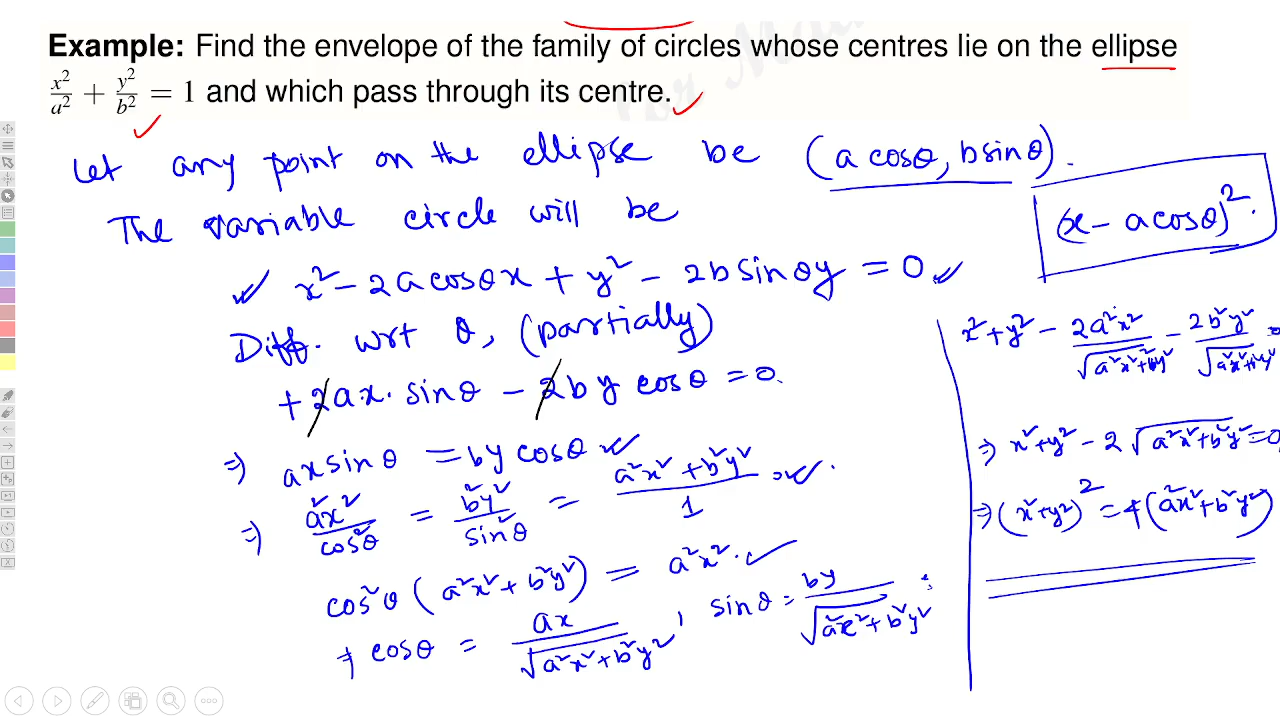 Example: Find the envelope of the family of circles whose centres lie on the ellipse
x²/a² + y²/b² = 1 and which pass through its centre.
Let any point on the ellipse be (a cosθ, b sinθ).
The variable circle will be
x² - 2a cosθx + y² - 2b sinθy = 0
Diff. wrt θ, (partially)
+ 2ax. sinθ - 2by cosθ = 0.
⇒ ax sinθ = by cosθ
⇒ a²x²/cos²θ = b²y²/sin²θ = (a²x² + b²y²)/1
cos²θ (a²x² + b²y²) = a²x².
⇒ cosθ = ax/√(a²x² + b²y²), sinθ = by/√(a²x² + b²y²)
(x - a cosθ)².
x² + y² - 2a²x²/√(a²x² + b²y²) - 2b²y²/√(a²x² + b²y²) =
⇒ x² + y² - 2√(a²x² + b²y²) = 0
⇒ (x² + y²)² = 4(a²x² + b²y²)